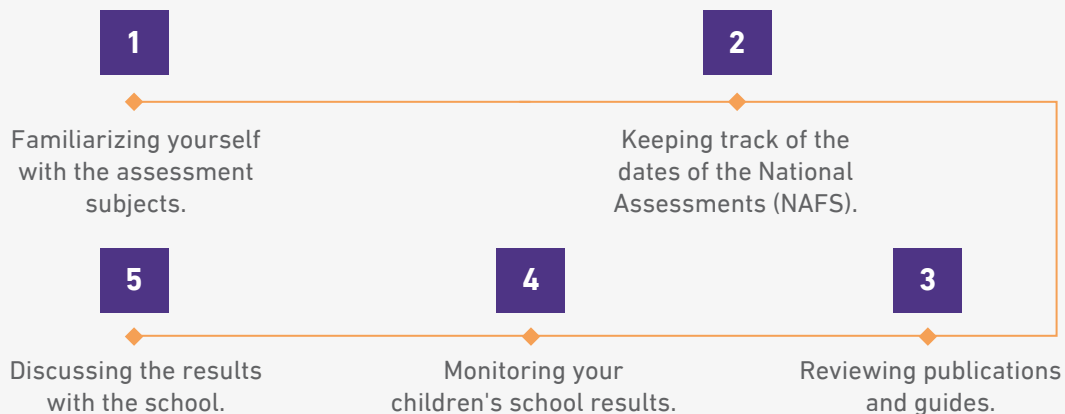 1
Familiarizing yourself
with the assessment
subjects.
2
Keeping track of the
dates of the National
Assessments (NAFS).
3
Reviewing publications
and guides.
4
Monitoring your
children's school results.
5
Discussing the results
with the school.